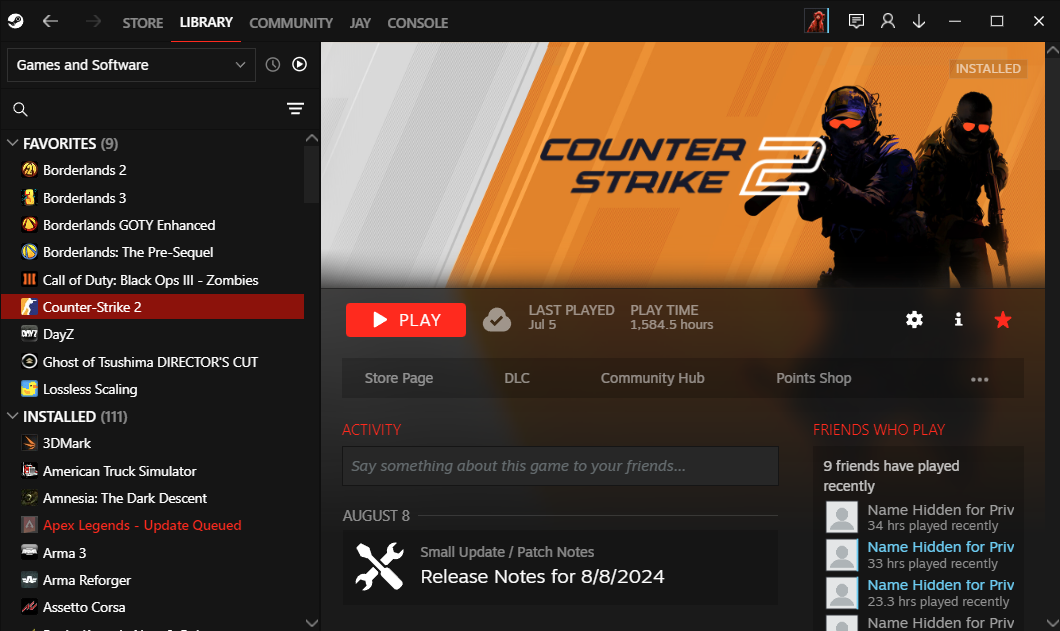 STORE LIBRARY COMMUNITY JAY CONSOLE
Games and Software
FAVORITES (9)
Borderlands 2
Borderlands 3
Borderlands GOTY Enhanced
Borderlands: The Pre-Sequel
Call of Duty: Black Ops III - Zombies
Counter-Strike 2
DayZ
Ghost of Tsushima DIRECTOR'S CUT
Lossless Scaling
INSTALLED (111)
3DMark
American Truck Simulator
Amnesia: The Dark Descent
Apex Legends - Update Queued
Arma 3
Arma Reforger
Assetto Corsa
INSTALLED
COUNTER
STRIKE 2
PLAY
LAST PLAYED
Jul 5
PLAY TIME
1,584.5 hours
Store Page DLC Community Hub Points Shop
ACTIVITY
Say something about this game to your friends...
AUGUST 8
Small Update / Patch Notes
Release Notes for 8/8/2024
FRIENDS WHO PLAY
9 friends have played
recently
Name Hidden for Priv
34 hrs played recently
Name Hidden for Priv
33 hrs played recently
Name Hidden for Priv
23.3 hrs played recently
Name Hidden for Priv